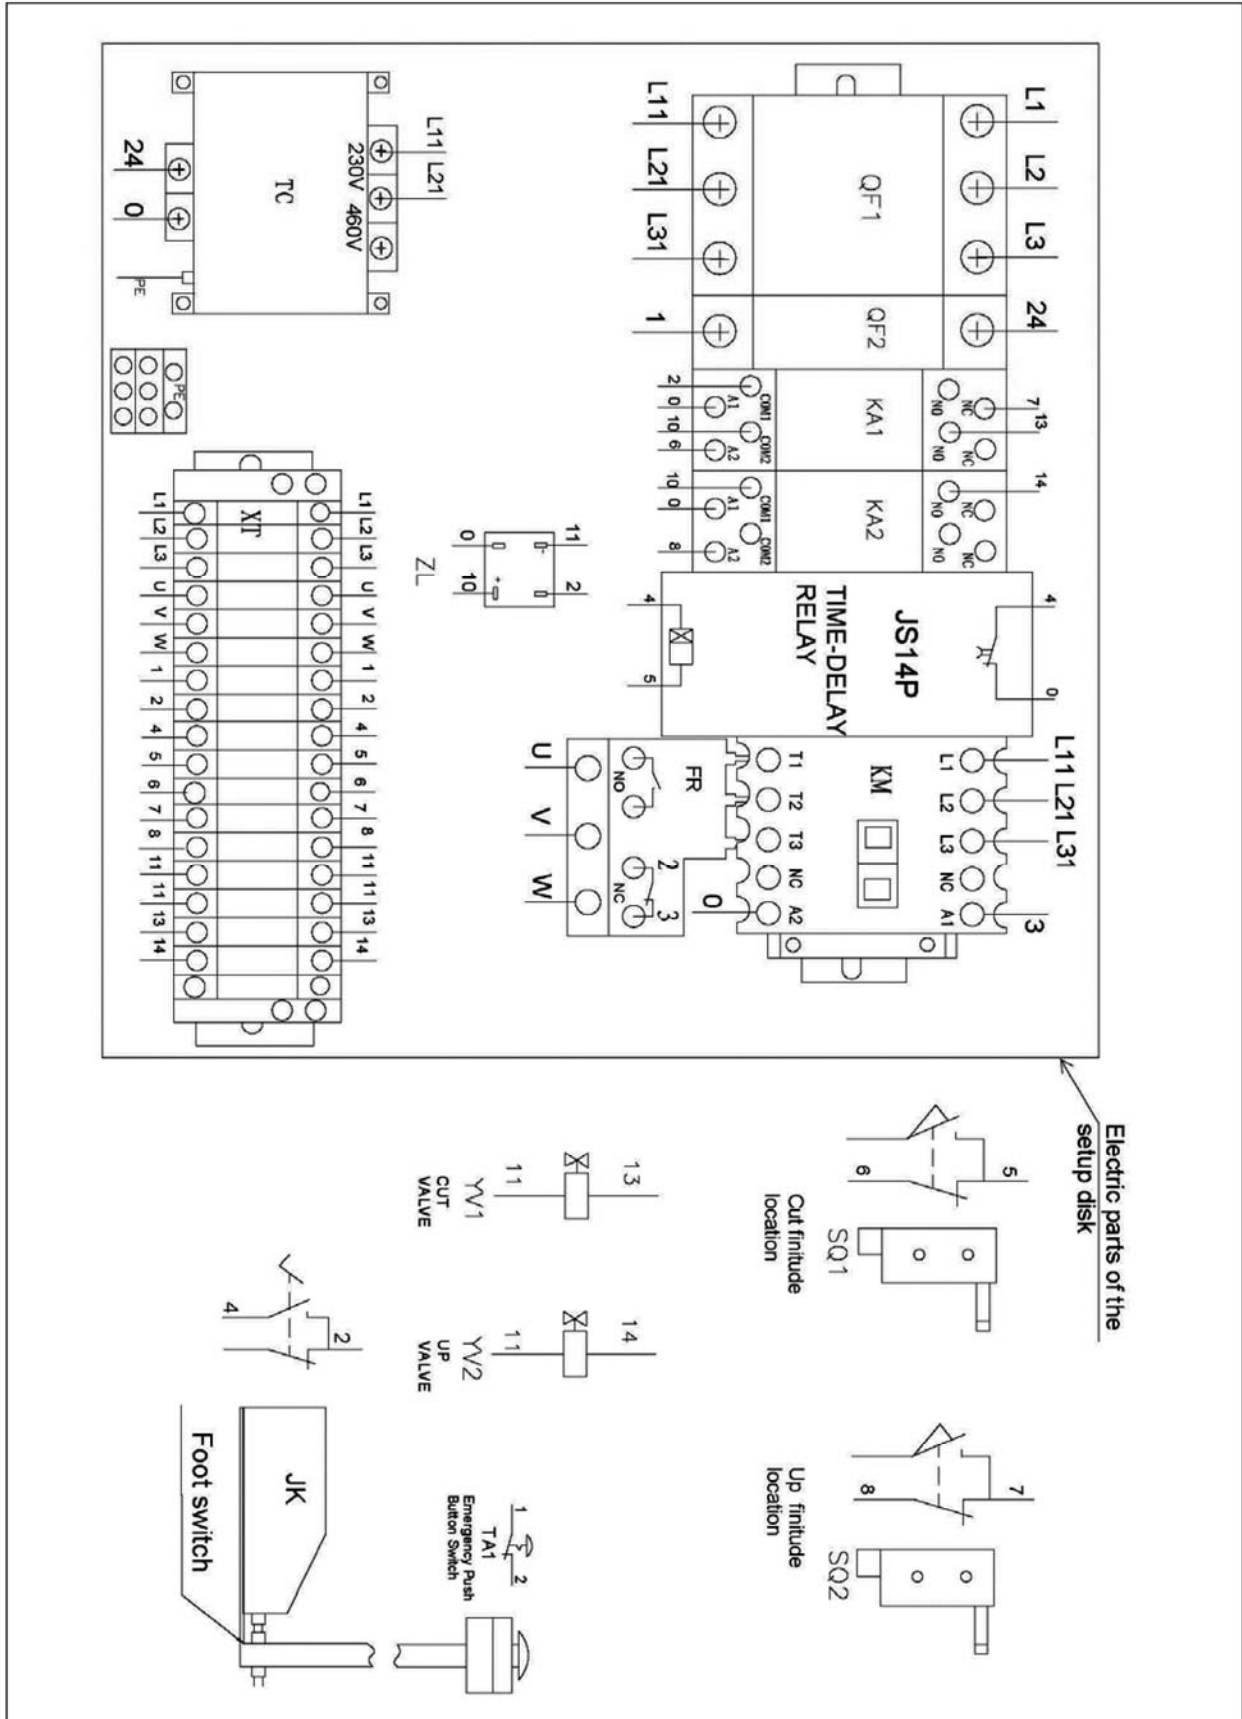 L11
L21
L31
1
QF1
QF2
L1
L2
L3
24
2
0
10
6
A1
A2
COM1
COM2
KA1
NO
NO
NC
NC
7
13
10
0
8
A1
A2
COM1
COM2
KA2
NO
NO
NC
NC
14
4
5
TIME-DELAY
RELAY
JS14P
4
0
U
V
W
NO
NC
2
3
FR
0
T1
T2
T3
NC
A2
KM
L1
L2
L3
NC
A1
L11
L21
L31
3
24
0
PE
TC
230V
460V
L11
L21
PE
XT
L1
L2
L3
U
V
W
1
2
4
5
6
7
8
11
11
13
14
L1
L2
L3
U
V
W
1
2
4
5
6
7
8
11
11
13
14
ZL
0
10
11
2
-
+
Electric parts of the
setup disk
5
6
Cut finitude
location
SQ1
7
8
Up finitude
location
SQ2
11
13
YV1
CUT
VALVE
11
14
YV2
UP
VALVE
4
2
Foot switch
JK
1
2
TA1
Emergency Push
Button Switch